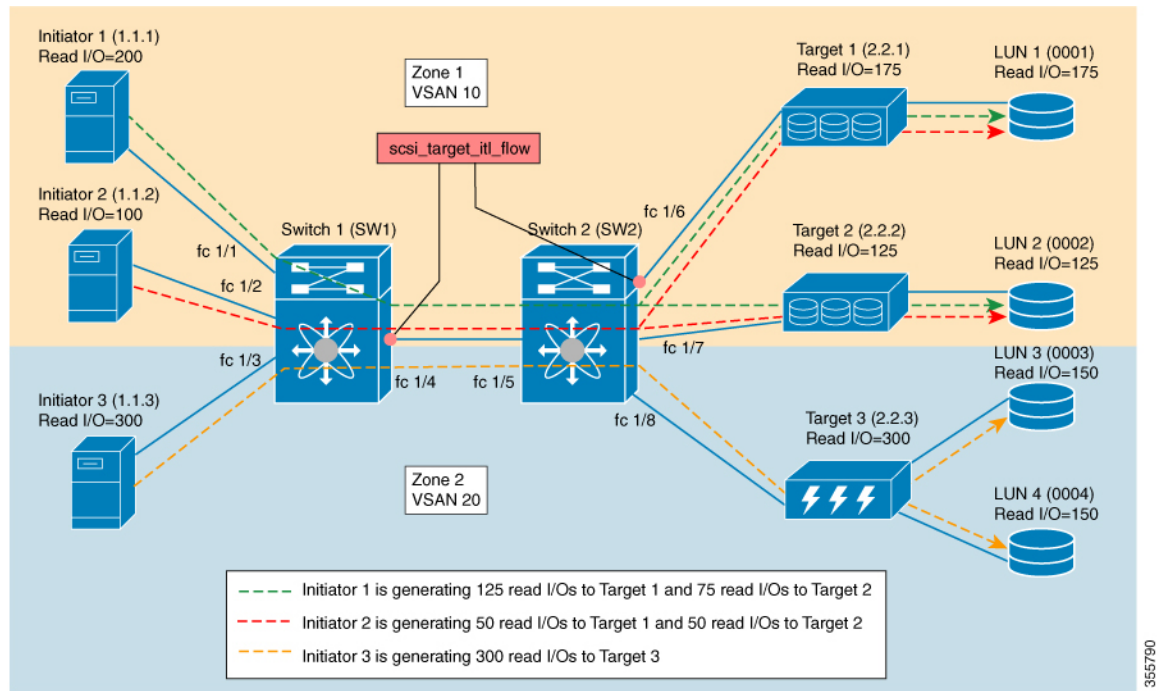 Initiator 1 (1.1.1)
Read I/O=200
Zone 1
VSAN 10
Target 1 (2.2.1)
Read I/O=175
LUN 1 (0001)
Read I/O=175
scsi_target_itl_flow
Initiator 2 (1.1.2)
Read I/O=100
fc 1/1
fc 1/2
Switch 1 (SW1)
Switch 2 (SW2)
fc 1/6
Target 2 (2.2.2)
Read I/O=125
LUN 2 (0002)
Read I/O=125
fc 1/3
fc 1/4
fc 1/5
fc 1/7
fc 1/8
LUN 3 (0003)
Read I/O=150
Initiator 3 (1.1.3)
Read I/O=300
Target 3 (2.2.3)
Read I/O=300
Zone 2
VSAN 20
LUN 4 (0004)
Read I/O=150
Initiator 1 is generating 125 read I/Os to Target 1 and 75 read I/Os to Target 2
Initiator 2 is generating 50 read I/Os to Target 1 and 50 read I/Os to Target 2
Initiator 3 is generating 300 read I/Os to Target 3
355790